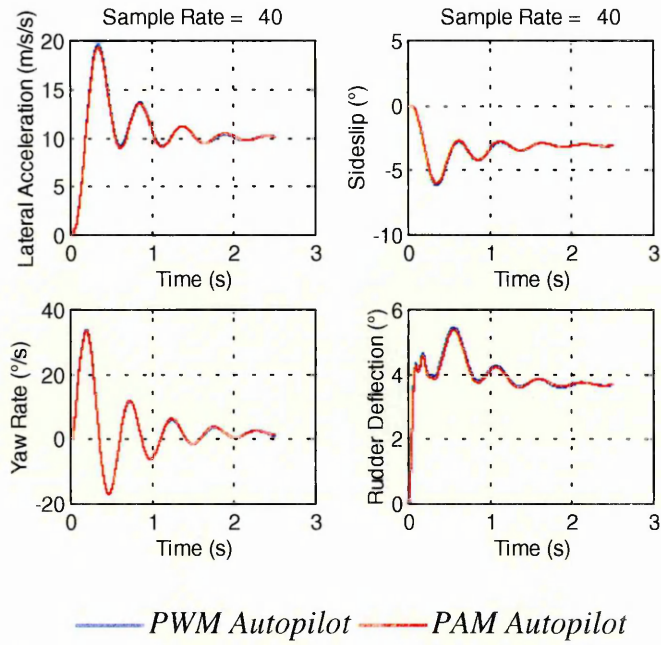 Sample Rate = 40
Lateral Acceleration (m/s/s)
20
15
10
5
0
0 1 2 3
Time (s)
Sample Rate = 40
Sideslip (°)
5
0
-5
-10
0 1 2 3
Time (s)
Yaw Rate (°/s)
40
20
0
-20
0 1 2 3
Time (s)
Rudder Deflection (°)
6
4
2
0
0 1 2 3
Time (s)
PWM Autopilot PAM Autopilot